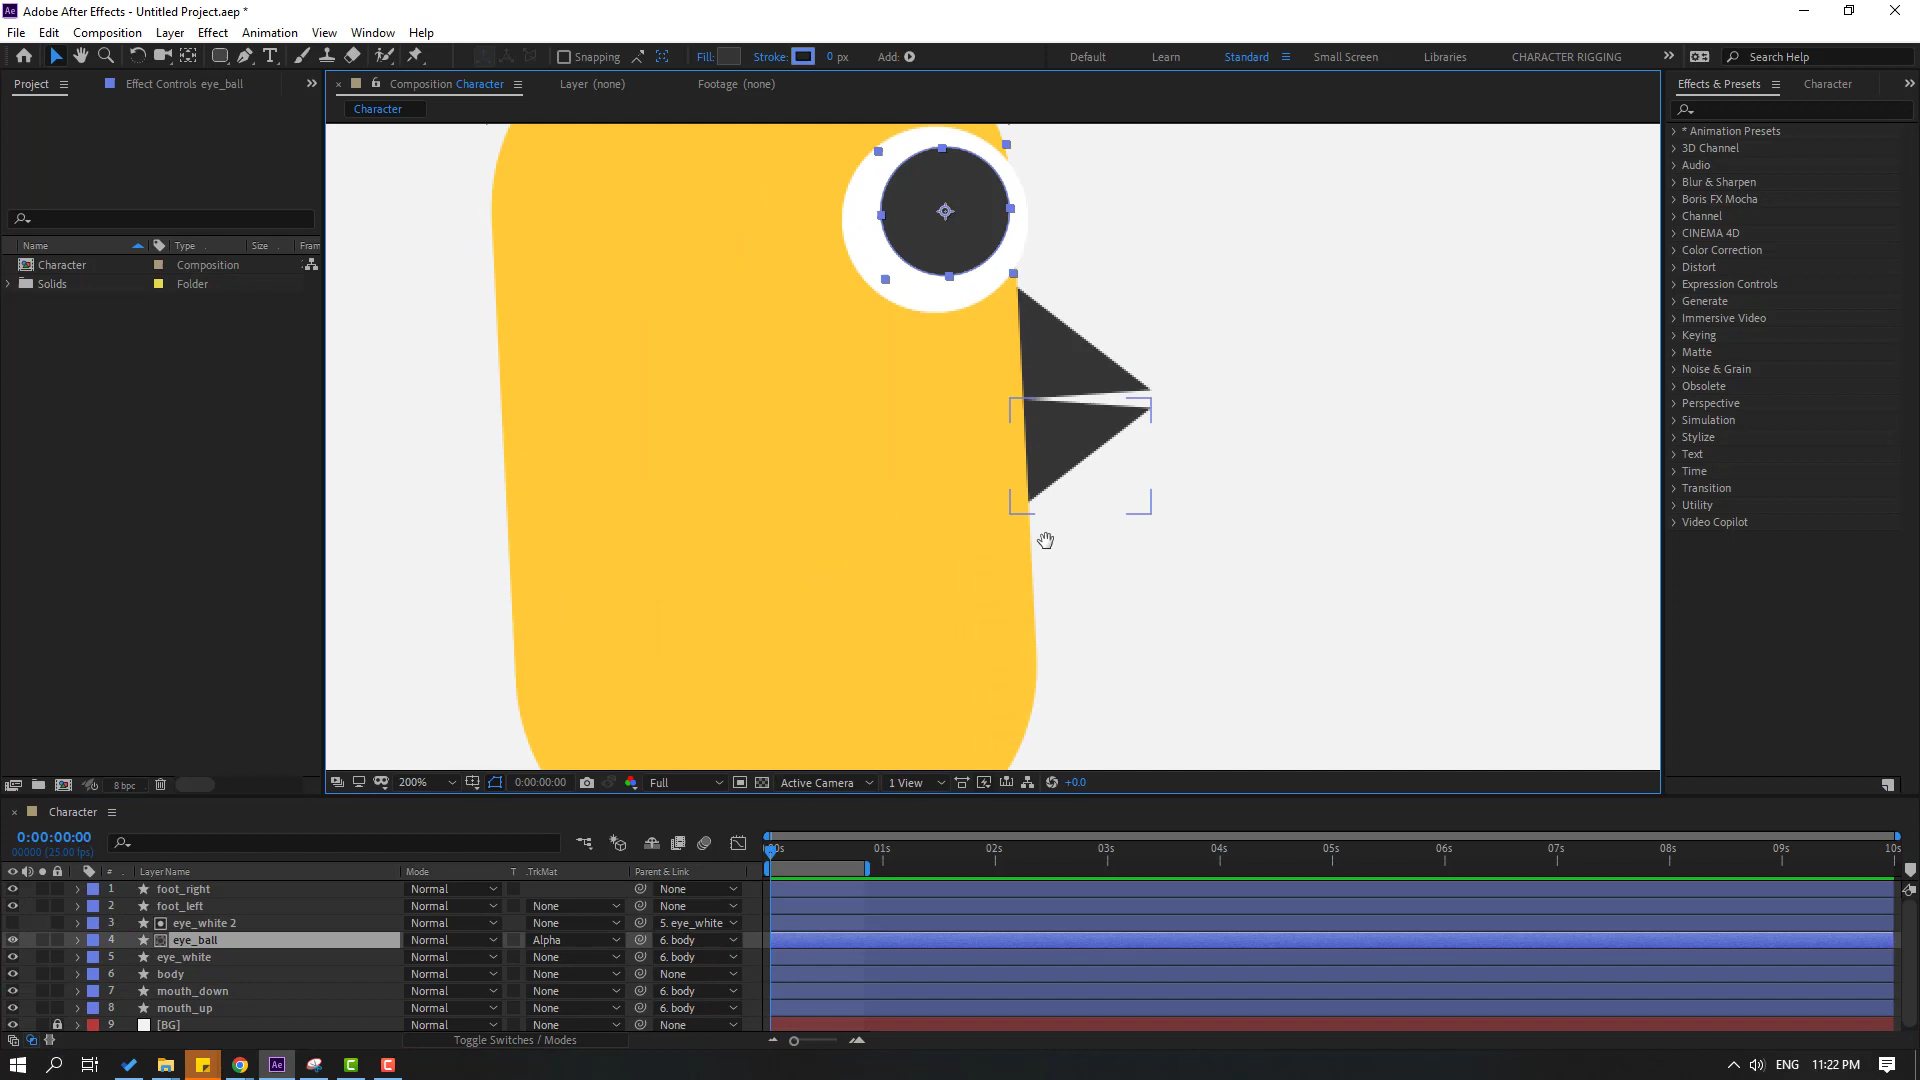 Adobe After Effects - Untitled Project.aep *
File Edit Composition Layer Effect Animation View Window Help
Snapping Fill: Stroke: 0 px Add: Default Learn Standard Small Screen Libraries CHARACTER RIGGING Search Help
Project Effect Controls eye_ball
Composition Character Layer (none) Footage (none)
Effects & Presets Character
Character
Name Type Size Fram
Character Composition
Solids Folder
* Animation Presets
3D Channel
Audio
Blur & Sharpen
Boris FX Mocha
Channel
CINEMA 4D
Color Correction
Distort
Expression Controls
Generate
Immersive Video
Keying
Matte
Noise & Grain
Obsolete
Perspective
Simulation
Stylize
Text
Time
Transition
Utility
Video Copilot
8 bpc
200% 0:00:00:00 Full Active Camera 1 View +0.0
Character
0:00:00:00
00000 (25.00 fps)
# Layer Name Mode T .TrkMat Parent & Link
:00s 01s 02s 03s 04s 05s 06s 07s 08s 09s 10s
1 foot_right Normal None
2 foot_left Normal None None
3 eye_white 2 Normal None 5. eye_white
4 eye_ball Normal Alpha 6. body
5 eye_white Normal None 6. body
6 body Normal None None
7 mouth_down Normal None 6. body
8 mouth_up Normal None 6. body
9 [BG] Normal None None
Toggle Switches / Modes
Ae ENG 11:22 PM